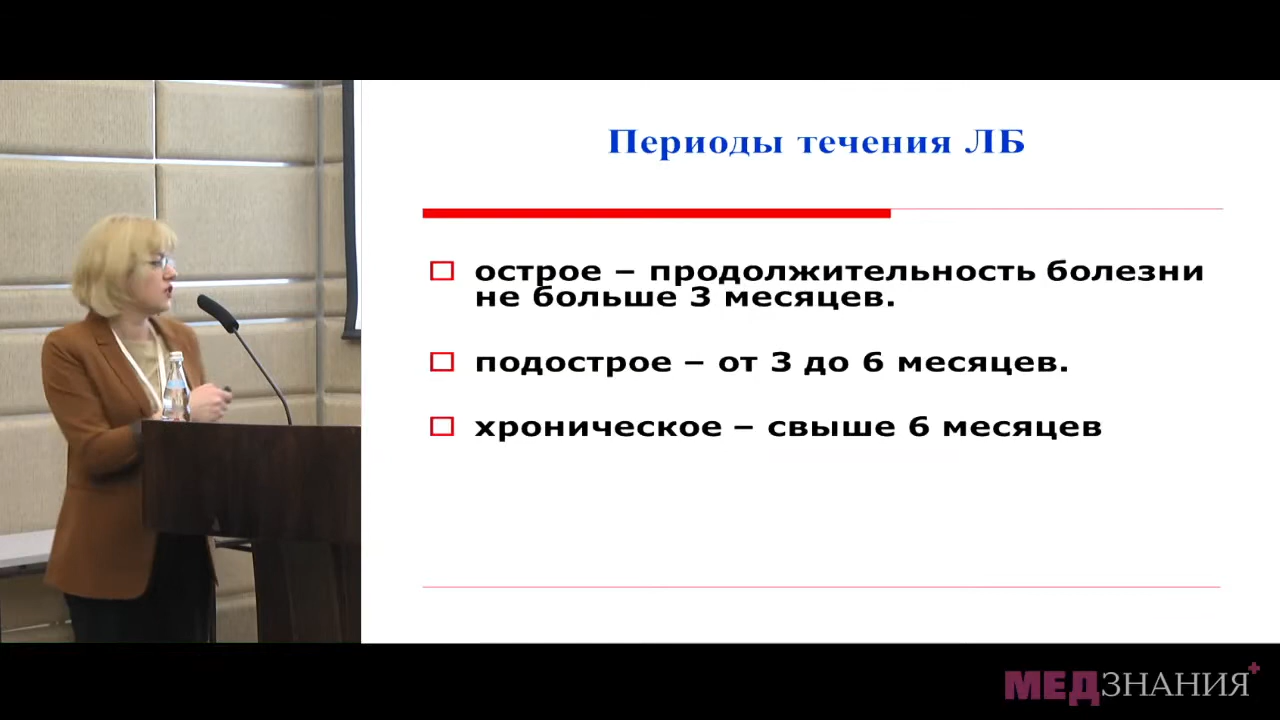 Периоды течения ЛБ
острое – продолжительность болезни
не больше 3 месяцев.
подострое – от 3 до 6 месяцев.
хроническое – свыше 6 месяцев
МЕДЗНАНИЯ+